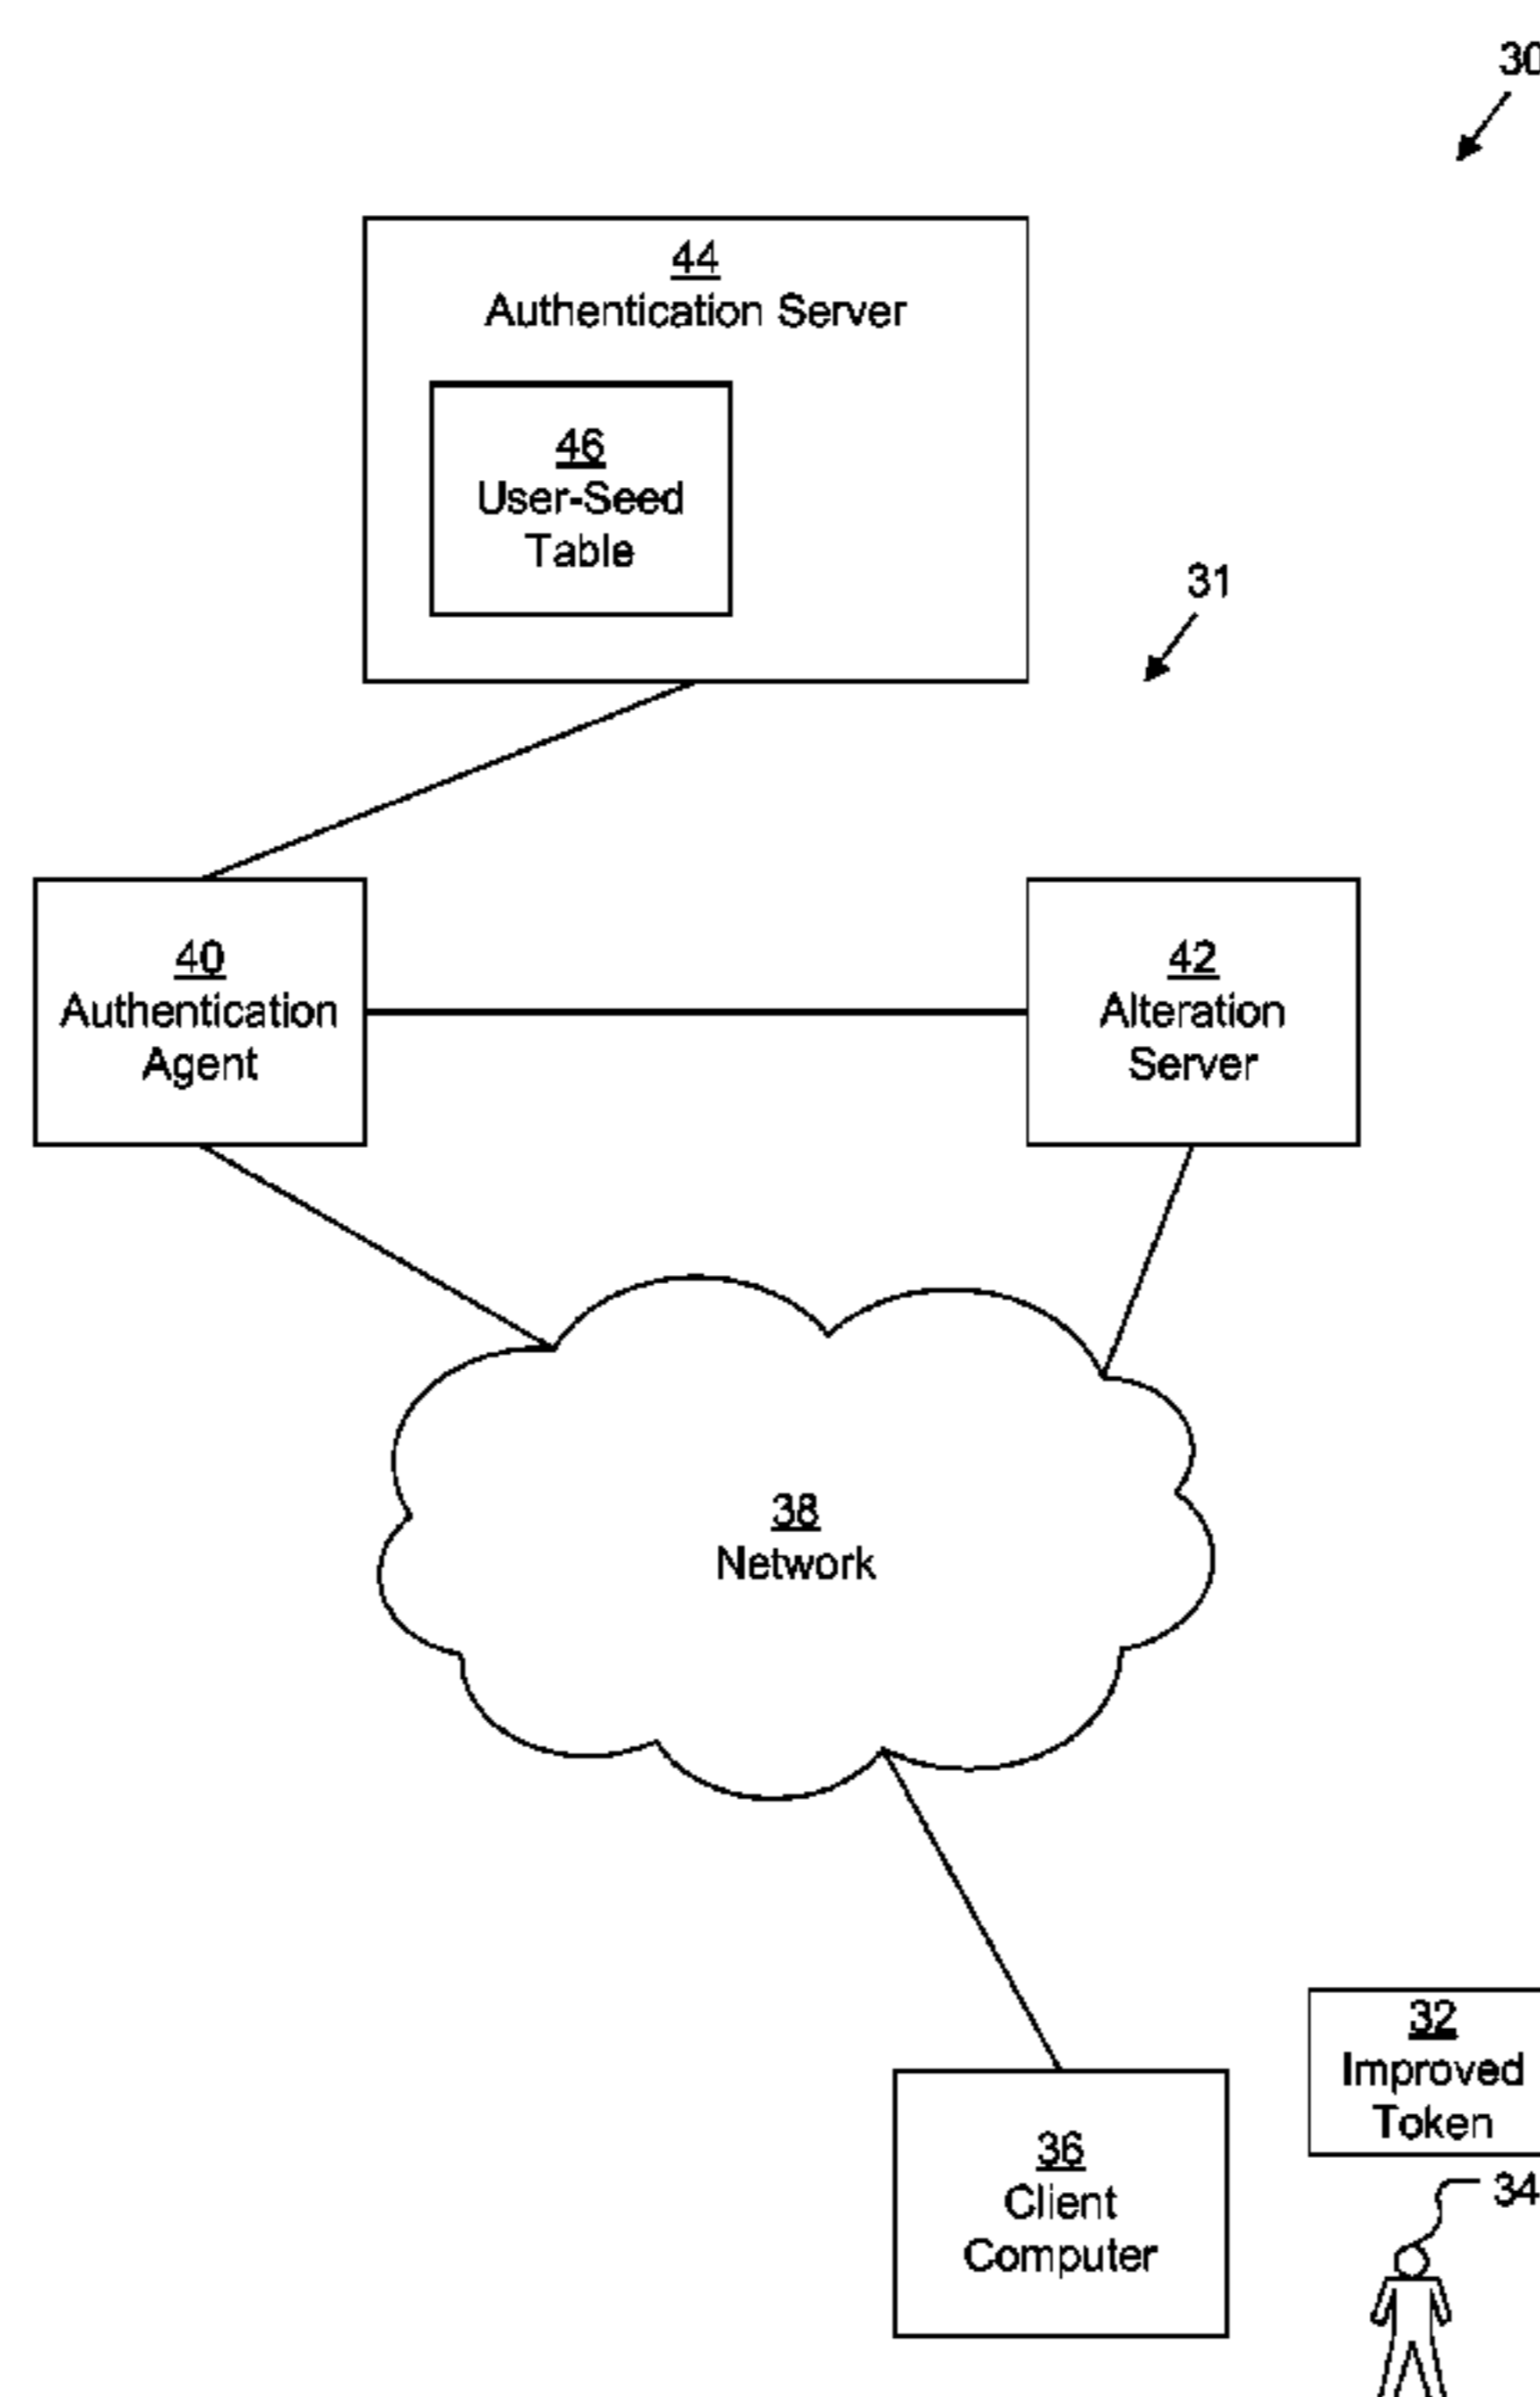 30
44
Authentication Server
46
User-Seed
Table
31
40
Authentication
Agent
42
Alteration
Server
38
Network
32
Improved
Token
34
36
Client
Computer